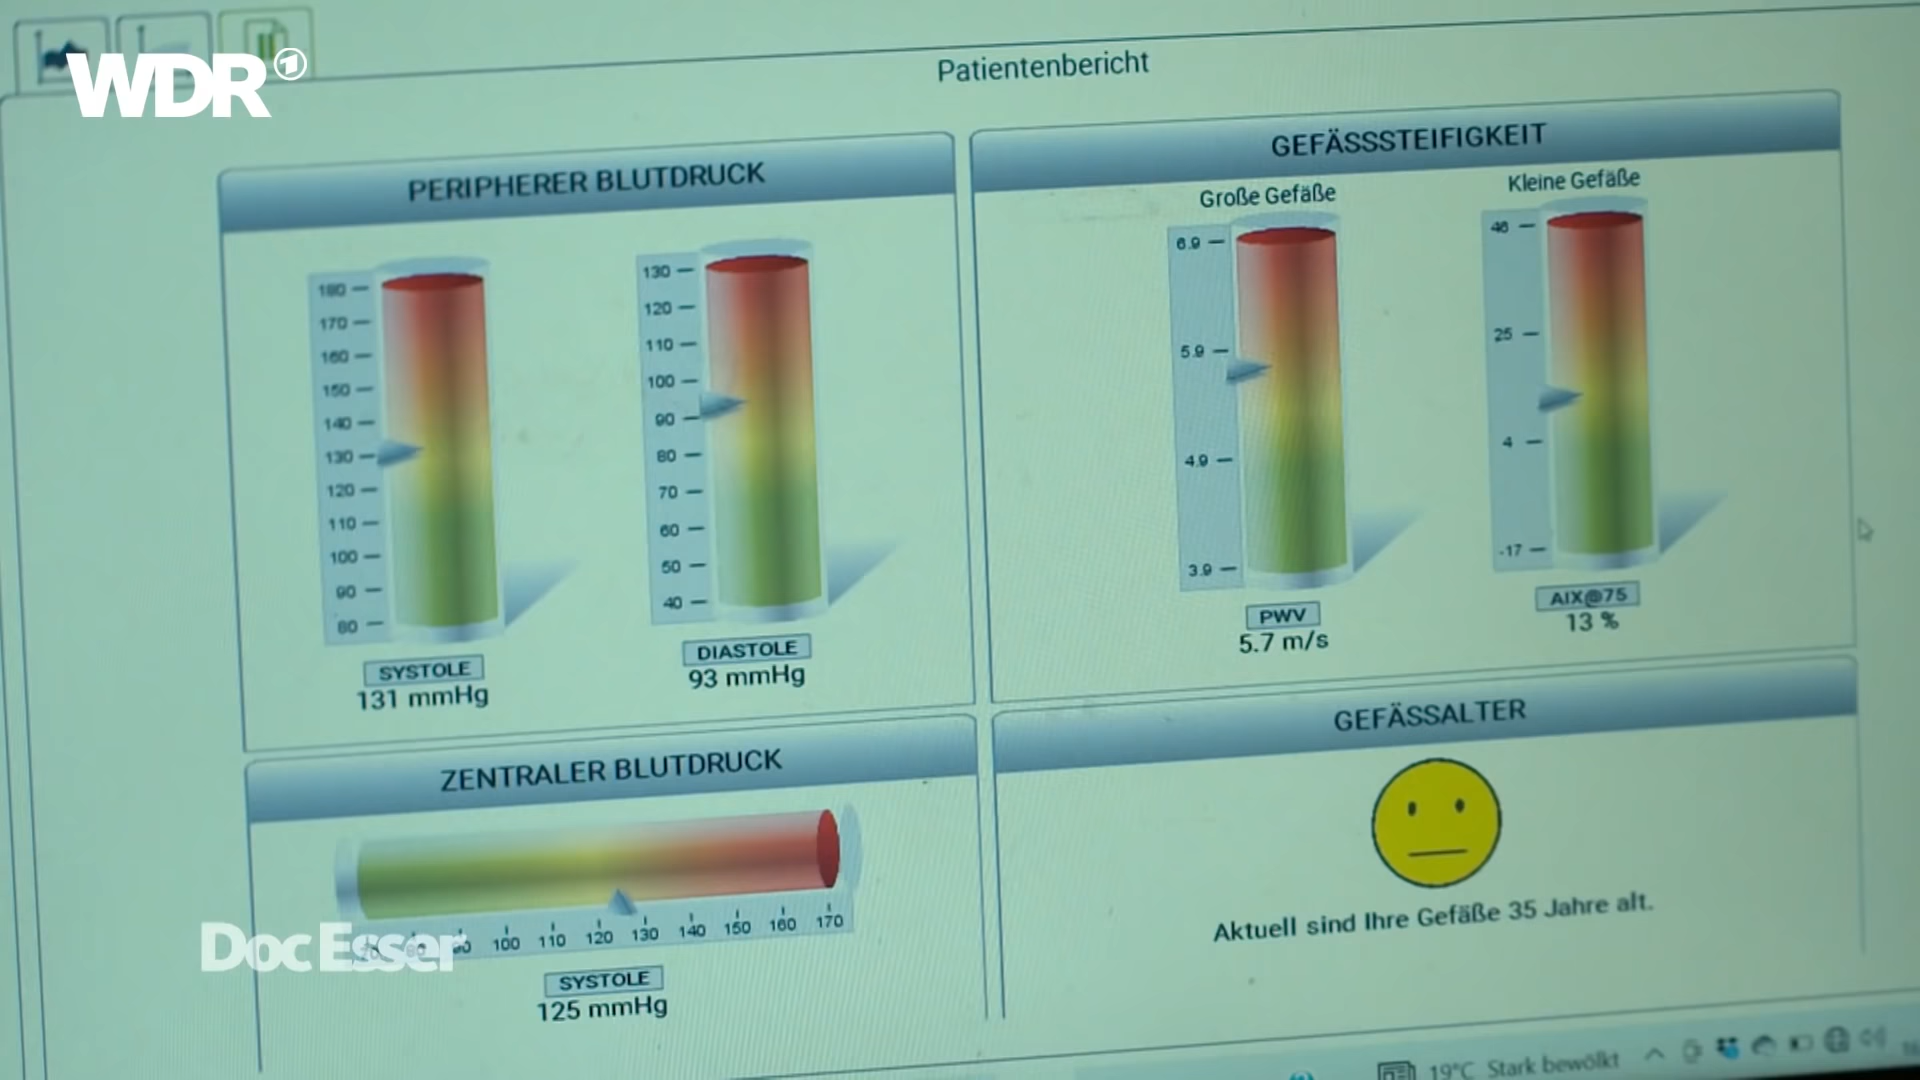 WDR
Patientenbericht
PERIPHERER BLUTDRUCK
180
170
160
150
140
130
120
110
100
90
80
SYSTOLE
131 mmHg
130
120
110
100
90
80
70
60
50
40
DIASTOLE
93 mmHg
GEFÄSSSTEIFIGKEIT
Große Gefäße
6.9
5.9
4.9
3.9
PWV
5.7 m/s
Kleine Gefäße
46
25
4
-17
AIX@75
13 %
ZENTRALER BLUTDRUCK
100 110 120 130 140 150 160 170
SYSTOLE
125 mmHg
GEFÄSSALTER
Aktuell sind Ihre Gefäße 35 Jahre alt.
Doc Esser
19°C Stark bewölkt